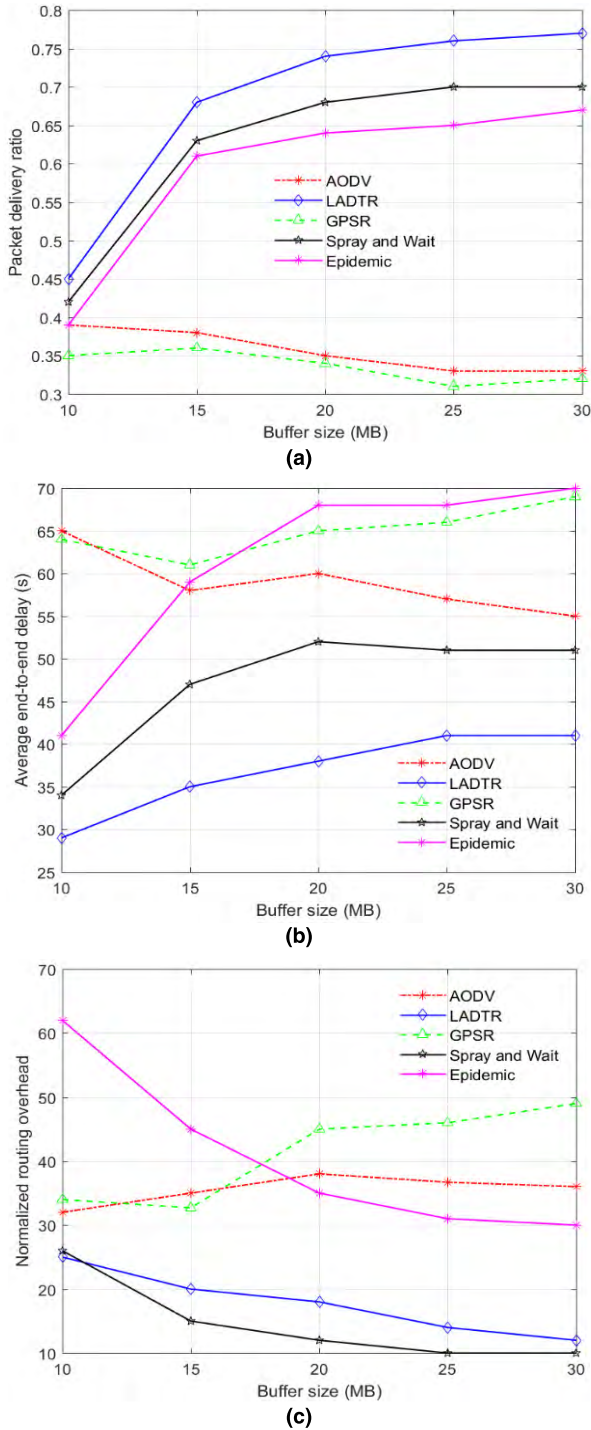 0.8
0.75
0.7
0.65
0.6
0.55
0.5
0.45
0.4
0.35
0.3
Packet delivery ratio
AODV
LADTR
GPSR
Spray and Wait
Epidemic
10 15 20 25 30
Buffer size (MB)
(a)
70
65
60
55
50
45
40
35
30
25
Average end-to-end delay (s)
AODV
LADTR
GPSR
Spray and Wait
Epidemic
10 15 20 25 30
Buffer size (MB)
(b)
70
60
50
40
30
20
10
Normalized routing overhead
AODV
LADTR
GPSR
Spray and Wait
Epidemic
10 15 20 25 30
Buffer size (MB)
(c)